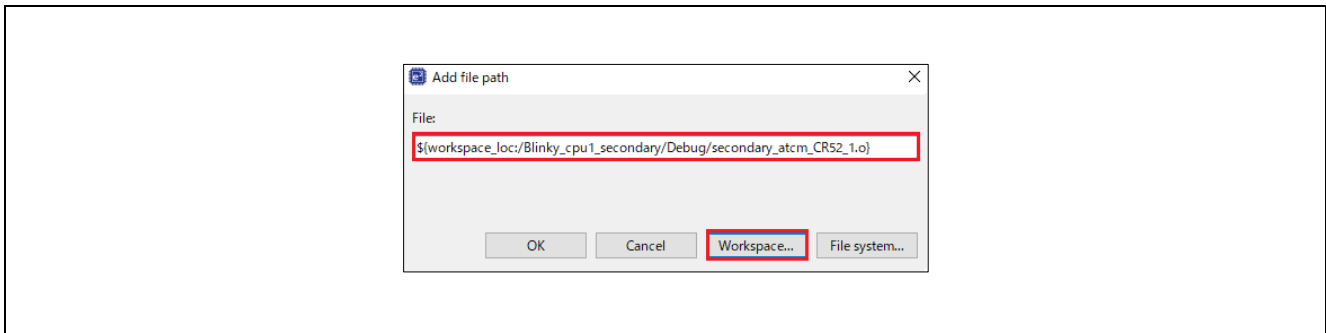 Add file path
File:
${workspace_loc:/Blinky_cpu1_secondary/Debug/secondary_atcm_CR52_1.o}
OK Cancel Workspace... File system...